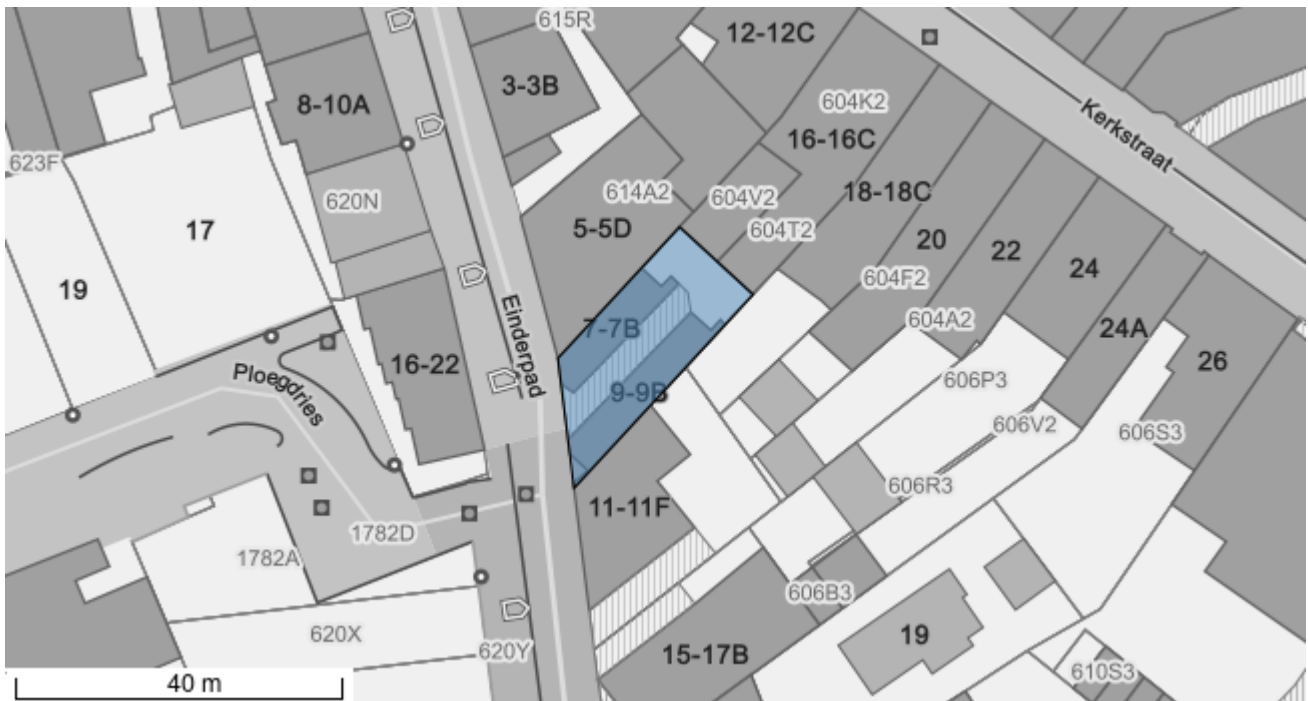 615R
12-12C
3-3B
8-10A
604K2
16-16C
Kerkstraat
623F
614A2
604V2
18-18C
620N
17
5-5D
604T2
20
22
24
19
604F2
Einderpad
7-7B
604A2
24A
26
Ploegdries
16-22
9-9B
606P3
606V2
606S3
606R3
11-11F
1782D
1782A
606B3
620X
620Y
19
15-17B
610S3
40 m